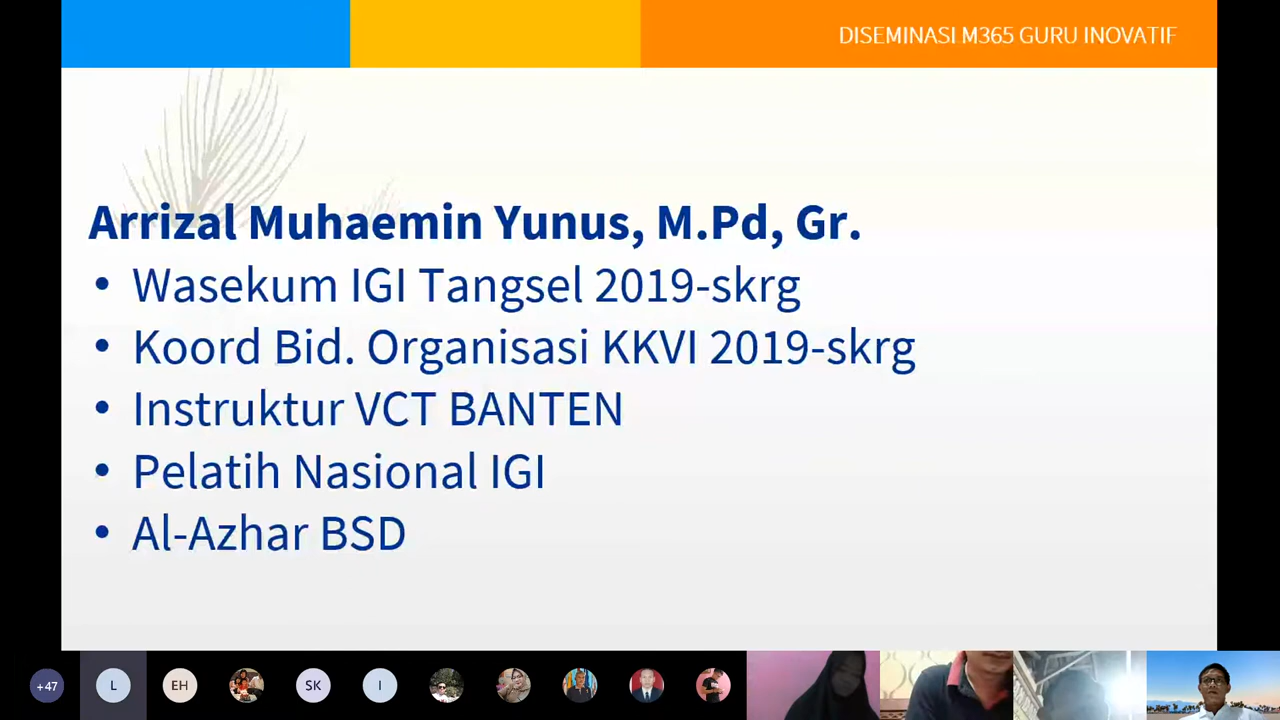 DISEMINASI M365 GURU INOVATIF
Arrizal Muhaemin Yunus, M.Pd, Gr.
• Wasekum IGI Tangsel 2019-skrg
• Koord Bid. Organisasi KKVI 2019-skrg
• Instruktur VCT BANTEN
• Pelatih Nasional IGI
• Al-Azhar BSD
+47 L EH SK I